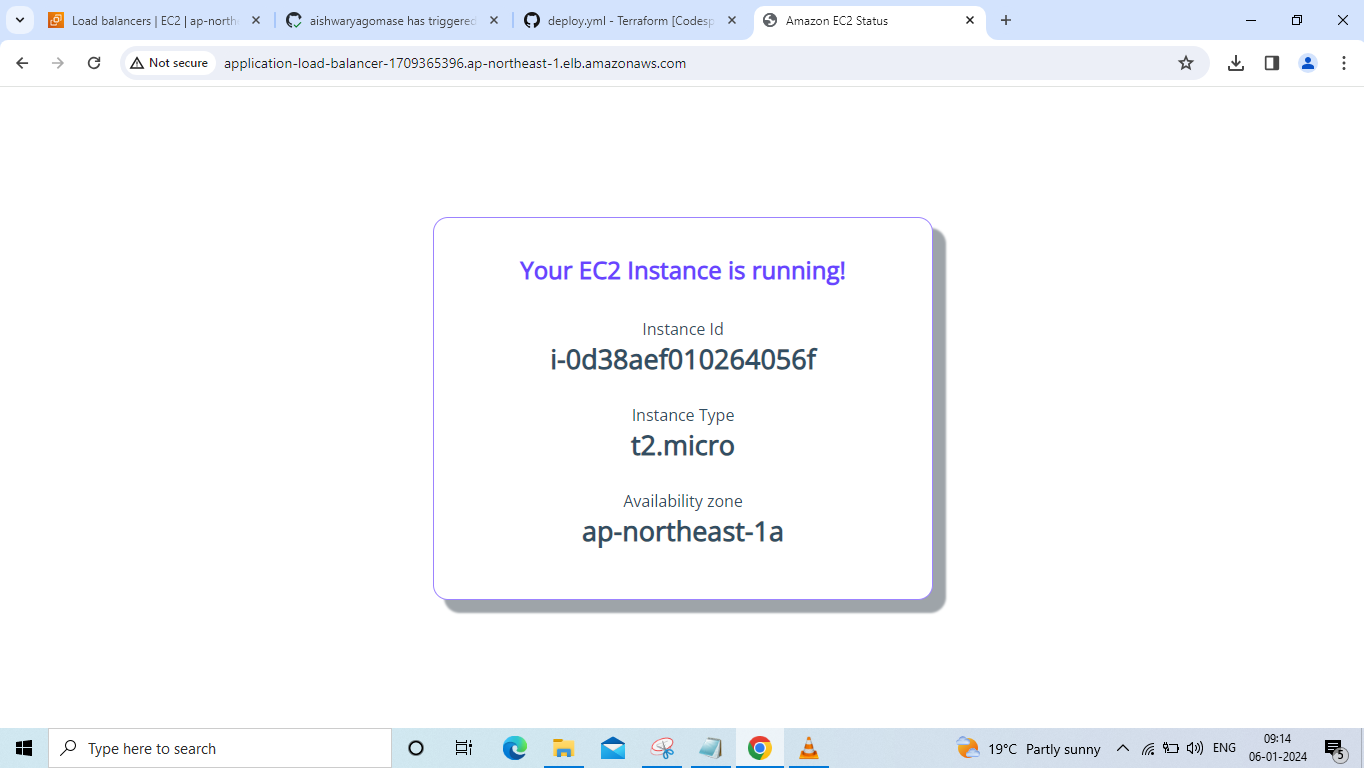 Load balancers | EC2 | ap-north
aishwaryagomase has triggered
deploy.yml - Terraform [Codesp
Amazon EC2 Status
Not secure
application-load-balancer-1709365396.ap-northeast-1.elb.amazonaws.com
Your EC2 Instance is running!
Instance Id
i-0d38aef010264056f
Instance Type
t2.micro
Availability zone
ap-northeast-1a
Type here to search
19°C Partly sunny
ENG
09:14
06-01-2024
5